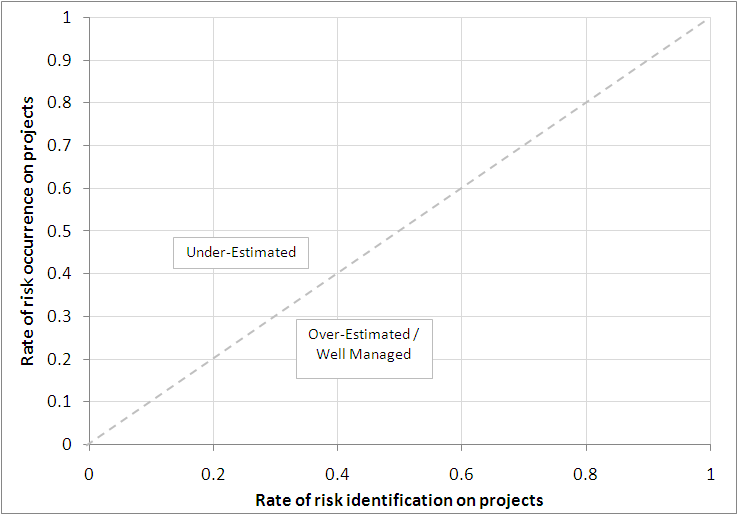 1
0.9
0.8
0.7
0.6
0.5
0.4
0.3
0.2
0.1
0
Rate of risk occurrence on projects
Under-Estimated
Over-Estimated /
Well Managed
0 0.2 0.4 0.6 0.8 1
Rate of risk identification on projects